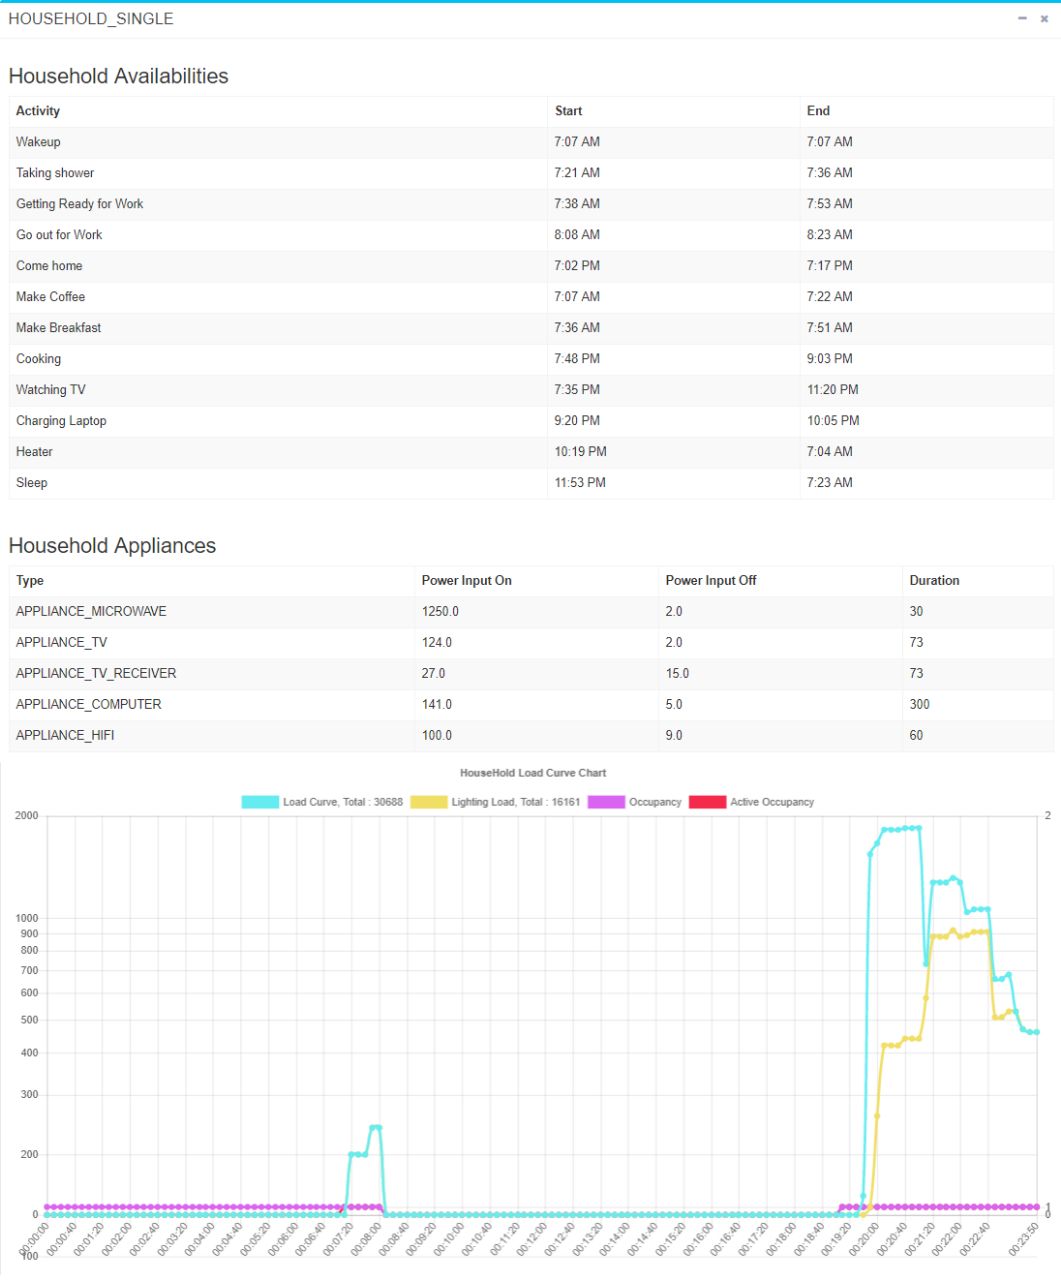 HOUSEHOLD_SINGLE
Household Availabilities
Activity Start End
Wakeup 7:07 AM 7:07 AM
Taking shower 7:21 AM 7:36 AM
Getting Ready for Work 7:38 AM 7:53 AM
Go out for Work 8:08 AM 8:23 AM
Come home 7:02 PM 7:17 PM
Make Coffee 7:07 AM 7:22 AM
Make Breakfast 7:36 AM 7:51 AM
Cooking 7:48 PM 9:03 PM
Watching TV 7:35 PM 11:20 PM
Charging Laptop 9:20 PM 10:05 PM
Heater 10:19 PM 7:04 AM
Sleep 11:53 PM 7:23 AM
Household Appliances
Type Power Input On Power Input Off Duration
APPLIANCE_MICROWAVE 1250.0 2.0 30
APPLIANCE_TV 124.0 2.0 73
APPLIANCE_TV_RECEIVER 27.0 15.0 73
APPLIANCE_COMPUTER 141.0 5.0 300
APPLIANCE_HIFI 100.0 9.0 60
HouseHold Load Curve Chart
Load Curve, Total : 30688 Lighting Load, Total : 16161 Occupancy Active Occupancy
2000 2
1000
900
800
700
600
500
400
300
200
1
0 0
100
00:00:00 00:00:40 00:01:20 00:02:00 00:02:40 00:03:20 00:04:00 00:04:40 00:05:20 00:06:00 00:06:40 00:07:20 00:08:00 00:08:40 00:09:20 00:10:00 00:10:40 00:11:20 00:12:00 00:12:40 00:13:20 00:14:00 00:14:40 00:15:20 00:16:00 00:16:40 00:17:20 00:18:00 00:18:40 00:19:20 00:20:00 00:20:40 00:21:20 00:22:00 00:22:40 00:23:50